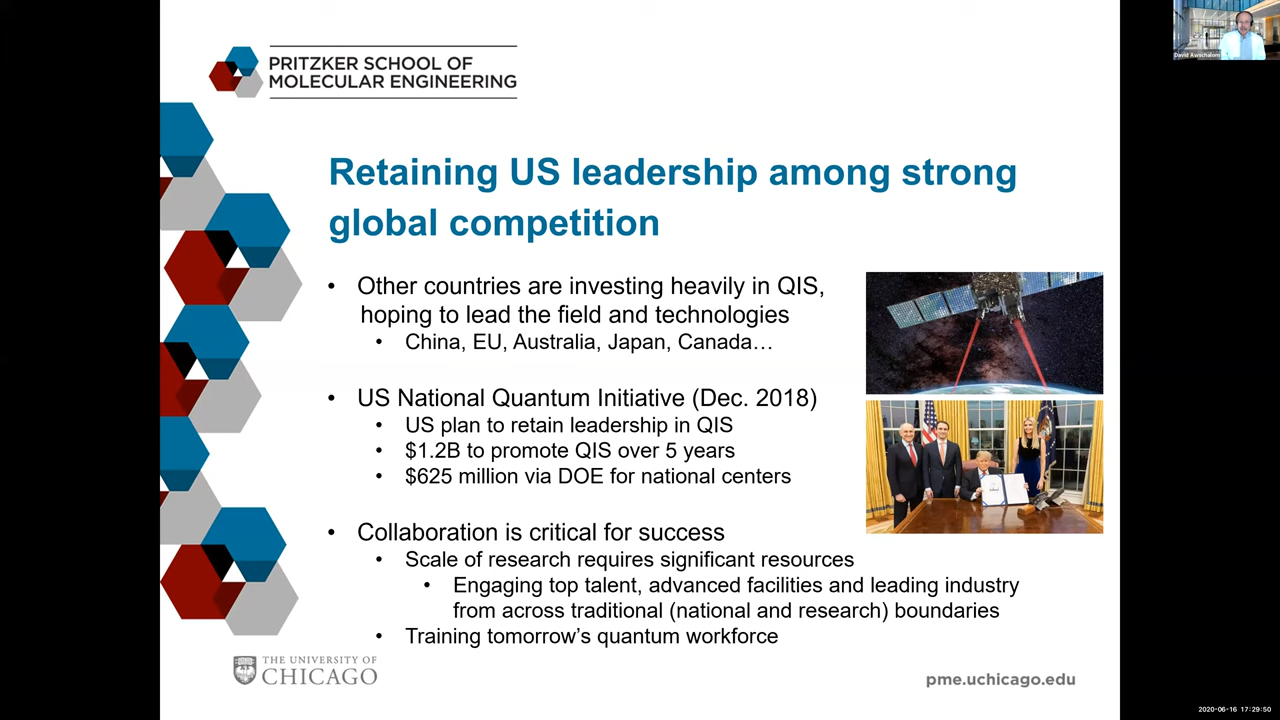 David Awschalom
PRITZKER SCHOOL OF
MOLECULAR ENGINEERING
Retaining US leadership among strong
global competition
• Other countries are investing heavily in QIS,
hoping to lead the field and technologies
• China, EU, Australia, Japan, Canada…
• US National Quantum Initiative (Dec. 2018)
• US plan to retain leadership in QIS
• $1.2B to promote QIS over 5 years
• $625 million via DOE for national centers
• Collaboration is critical for success
• Scale of research requires significant resources
• Engaging top talent, advanced facilities and leading industry
from across traditional (national and research) boundaries
• Training tomorrow’s quantum workforce
THE UNIVERSITY OF
CHICAGO
pme.uchicago.edu
2020-06-16 17:29:50